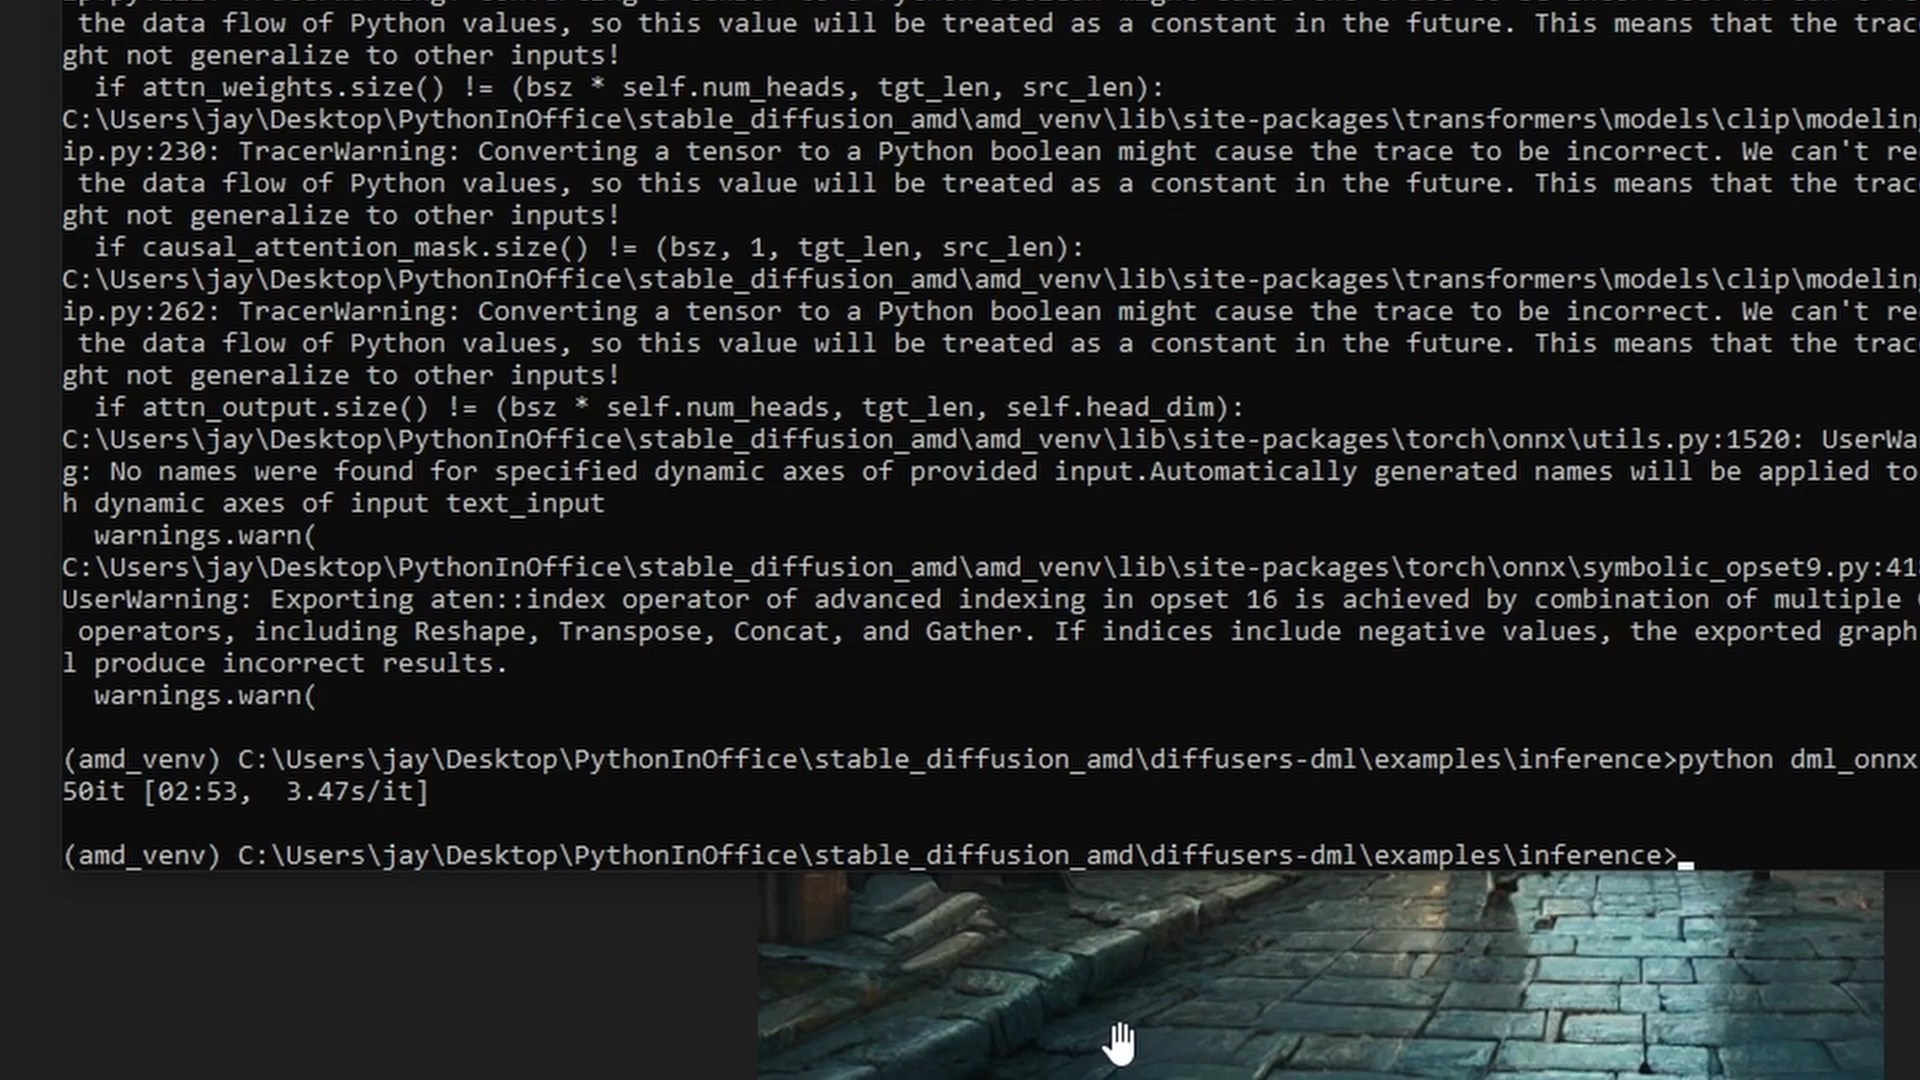 the data flow of Python values, so this value will be treated as a constant in the future. This means that the trac
ght not generalize to other inputs!
if attn_weights.size() != (bsz * self.num_heads, tgt_len, src_len):
C:\Users\jay\Desktop\PythonInOffice\stable_diffusion_amd\amd_venv\lib\site-packages\transformers\models\clip\modelin
ip.py:230: TracerWarning: Converting a tensor to a Python boolean might cause the trace to be incorrect. We can't re
the data flow of Python values, so this value will be treated as a constant in the future. This means that the trac
ght not generalize to other inputs!
if causal_attention_mask.size() != (bsz, 1, tgt_len, src_len):
C:\Users\jay\Desktop\PythonInOffice\stable_diffusion_amd\amd_venv\lib\site-packages\transformers\models\clip\modelin
ip.py:262: TracerWarning: Converting a tensor to a Python boolean might cause the trace to be incorrect. We can't re
the data flow of Python values, so this value will be treated as a constant in the future. This means that the trac
ght not generalize to other inputs!
if attn_output.size() != (bsz * self.num_heads, tgt_len, self.head_dim):
C:\Users\jay\Desktop\PythonInOffice\stable_diffusion_amd\amd_venv\lib\site-packages\torch\onnx\utils.py:1520: UserWa
g: No names were found for specified dynamic axes of provided input.Automatically generated names will be applied to
h dynamic axes of input text_input
warnings.warn(
C:\Users\jay\Desktop\PythonInOffice\stable_diffusion_amd\amd_venv\lib\site-packages\torch\onnx\symbolic_opset9.py:41
UserWarning: Exporting aten::index operator of advanced indexing in opset 16 is achieved by combination of multiple
operators, including Reshape, Transpose, Concat, and Gather. If indices include negative values, the exported graph
l produce incorrect results.
warnings.warn(
(amd_venv) C:\Users\jay\Desktop\PythonInOffice\stable_diffusion_amd\diffusers-dml\examples\inference>python dml_onnx
50it [02:53, 3.47s/it]
(amd_venv) C:\Users\jay\Desktop\PythonInOffice\stable_diffusion_amd\diffusers-dml\examples\inference>